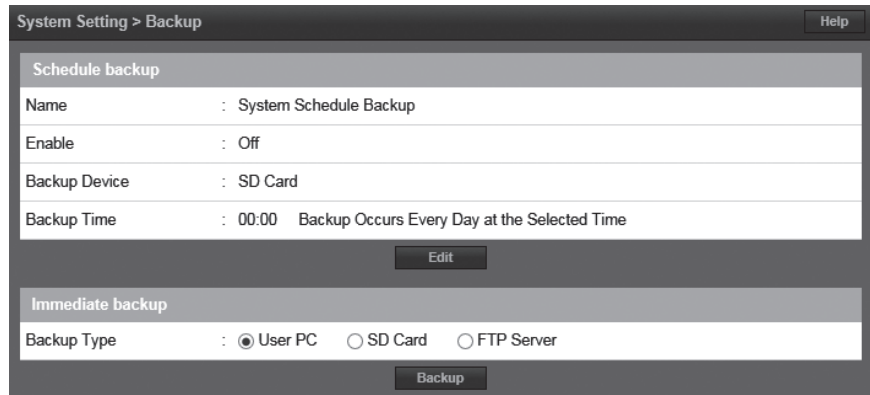 System Setting > Backup Help
Schedule backup
Name : System Schedule Backup
Enable : Off
Backup Device : SD Card
Backup Time : 00:00 Backup Occurs Every Day at the Selected Time
Edit
Immediate backup
Backup Type : User PC SD Card FTP Server
Backup